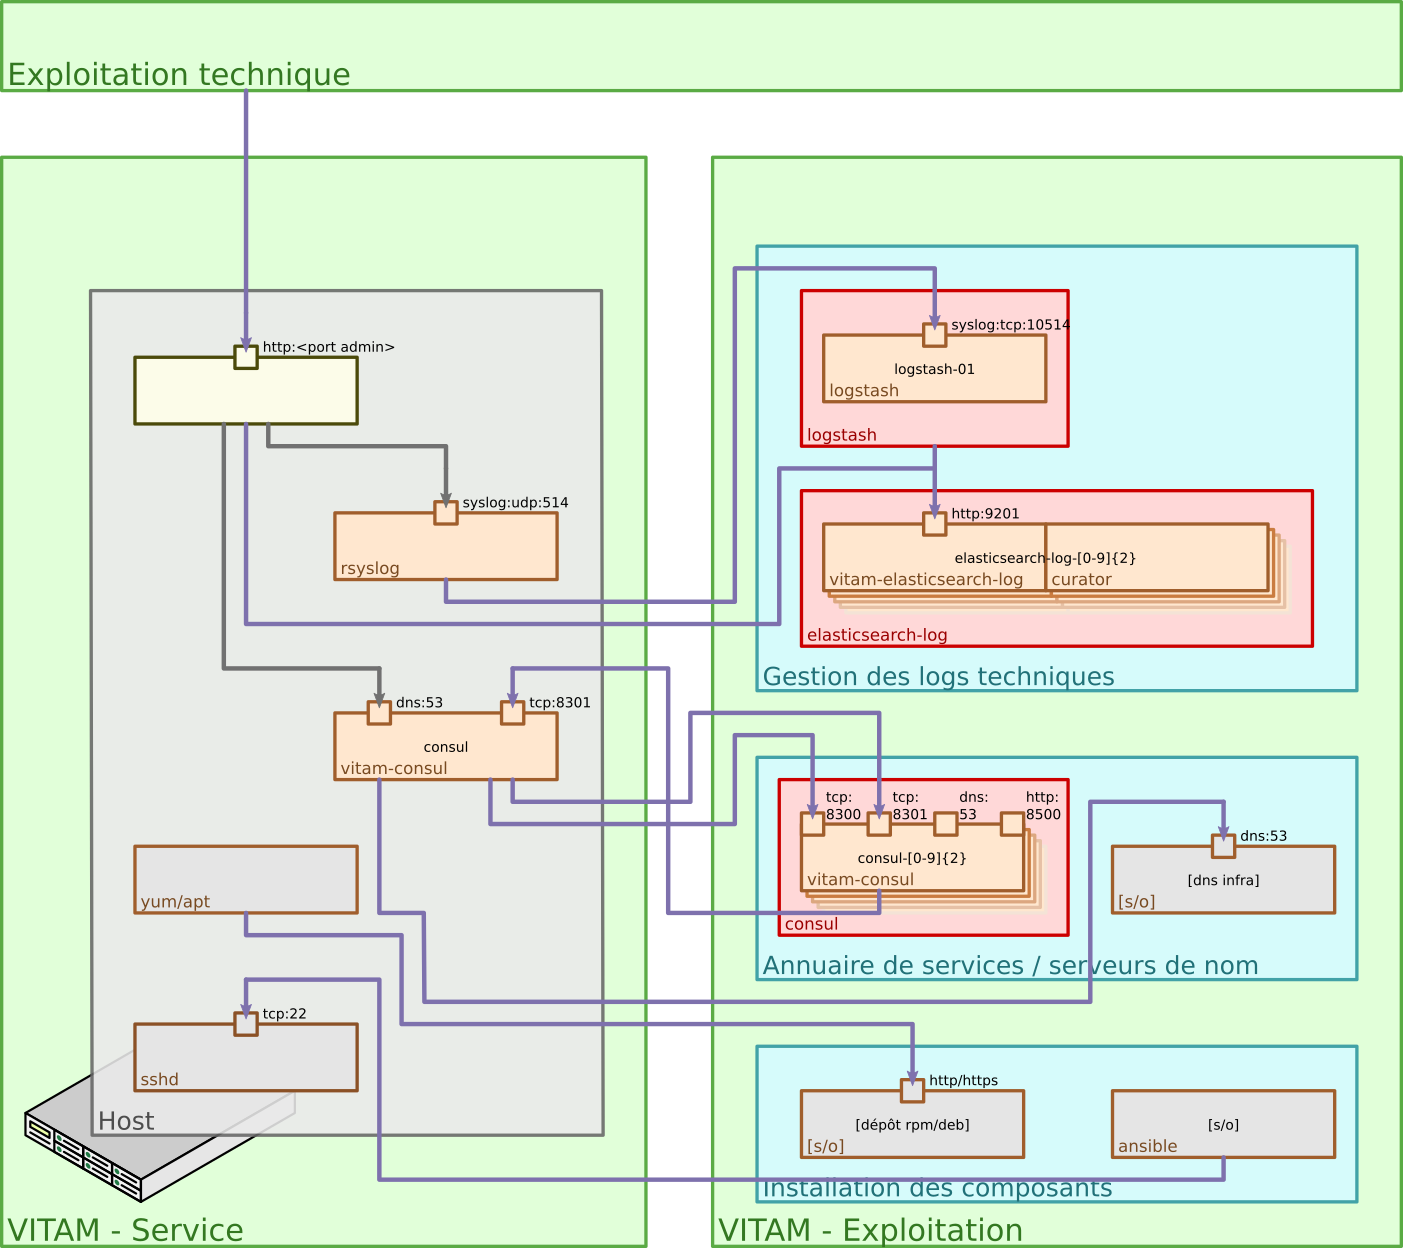 Exploitation technique
http:<port admin>
syslog:udp:514
rsyslog
dns:53
tcp:8301
consul
vitam-consul
yum/apt
tcp:22
sshd
Host
VITAM - Service
syslog:tcp:10514
logstash-01
logstash
logstash
http:9201
elasticsearch-log-[0-9]{2}
vitam-elasticsearch-log
curator
elasticsearch-log
Gestion des logs techniques
tcp:
8300
tcp:
8301
dns:
53
http:
8500
consul-[0-9]{2}
vitam-consul
consul
dns:53
[dns infra]
[s/o]
Annuaire de services / serveurs de nom
http/https
[dépôt rpm/deb]
[s/o]
[s/o]
ansible
Installation des composants
VITAM - Exploitation